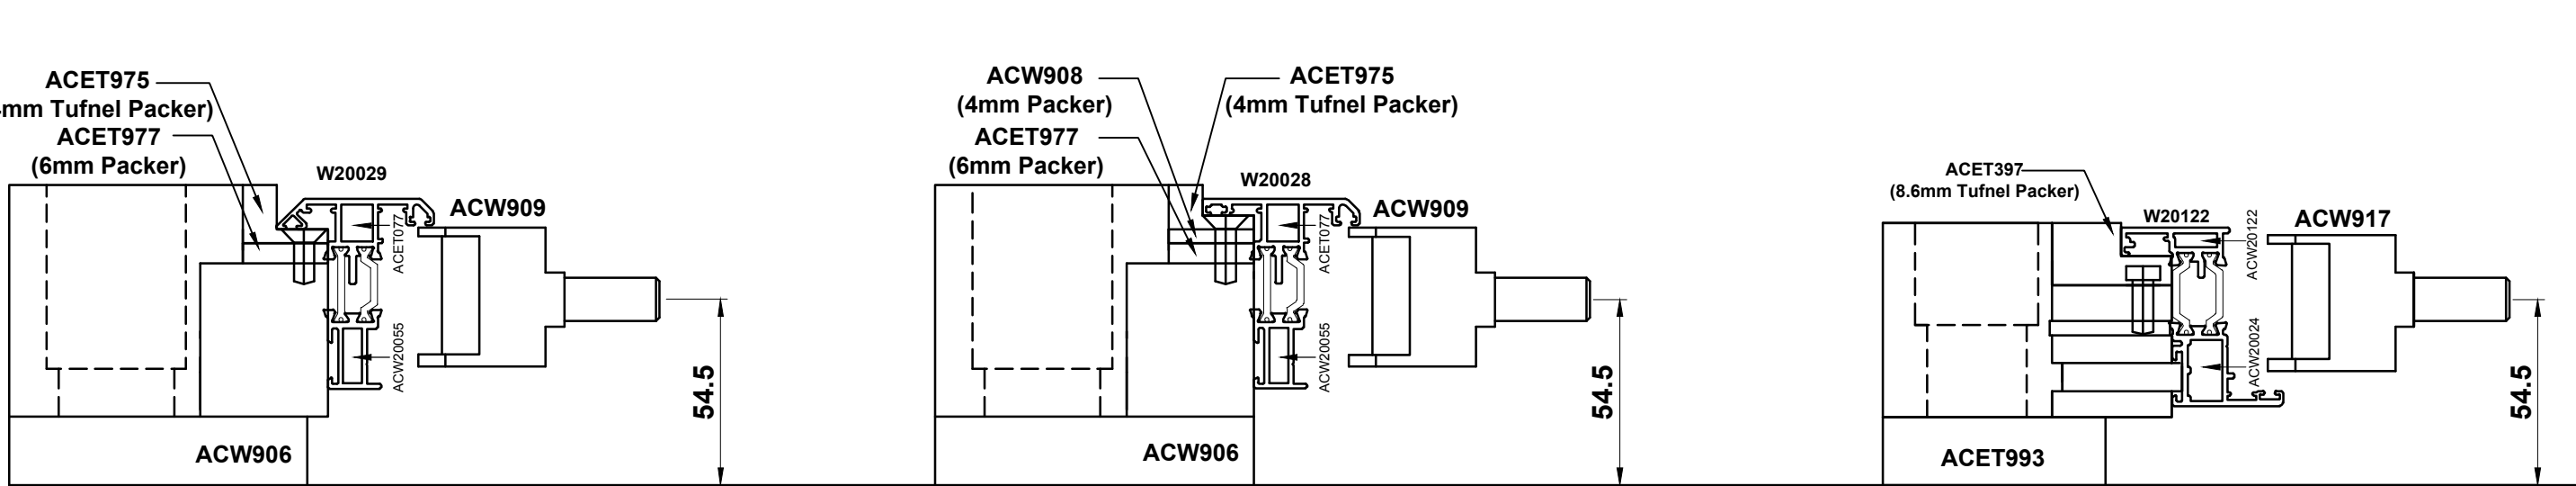 ACET975
mm Tufnel Packer)
ACET977
(6mm Packer)
W20029
ACW909
ACET077
ACW20055
54.5
ACW906
ACW908
(4mm Packer)
ACET977
(6mm Packer)
ACET975
(4mm Tufnel Packer)
W20028
ACW909
ACET077
ACW20055
54.5
ACW906
ACET397
(8.6mm Tufnel Packer)
W20122
ACW917
ACW20122
ACW20024
54.5
ACET993